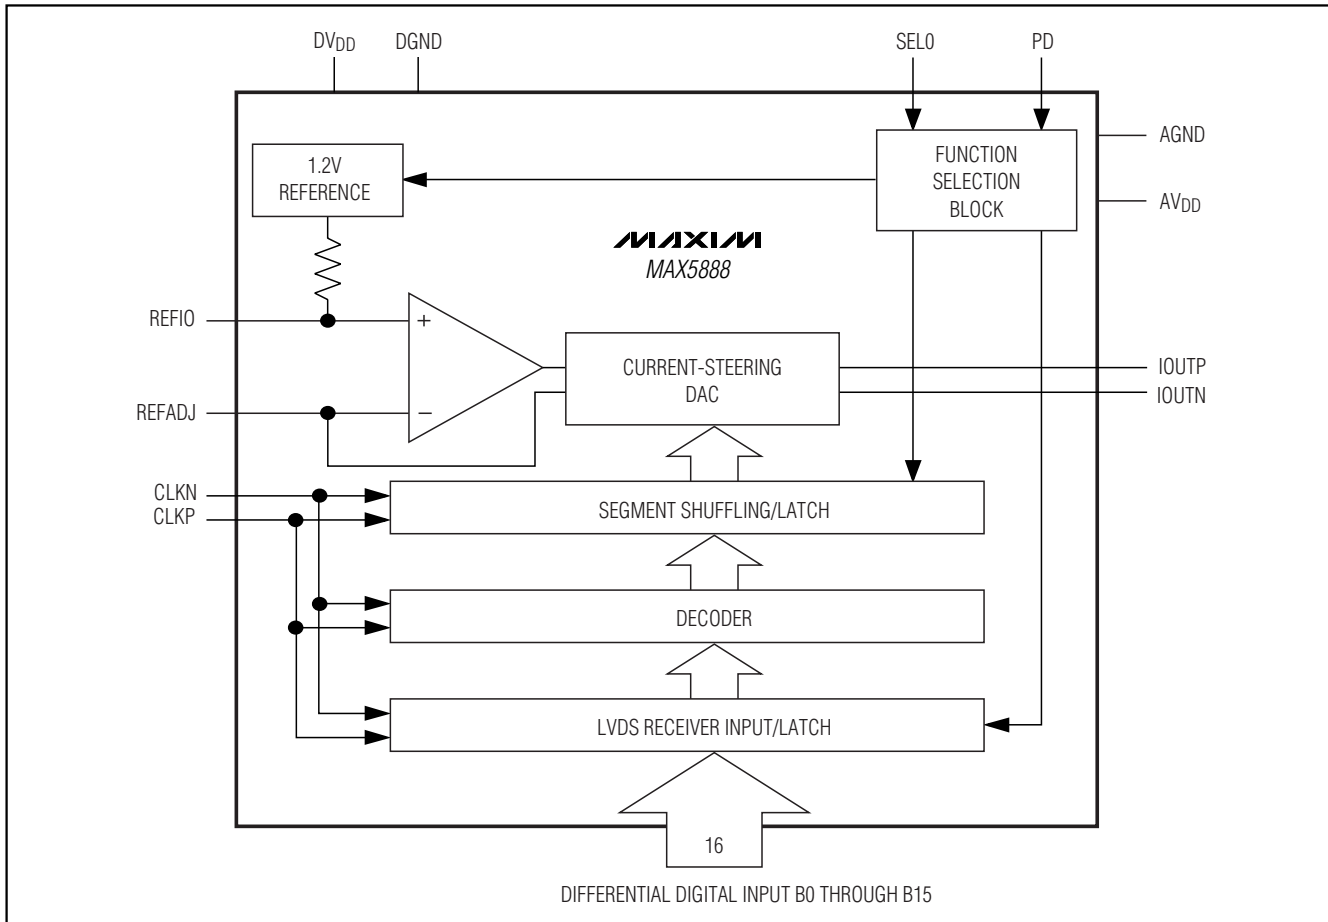 DVDD DGND SEL0 PD
AGND
AVDD
1.2V
REFERENCE
FUNCTION
SELECTION
BLOCK
MAXIM
MAX5888
REFIO
+
REFADJ
−
CURRENT-STEERING
DAC
IOUTP
IOUTN
CLKN
CLKP
SEGMENT SHUFFLING/LATCH
DECODER
LVDS RECEIVER INPUT/LATCH
16
DIFFERENTIAL DIGITAL INPUT B0 THROUGH B15